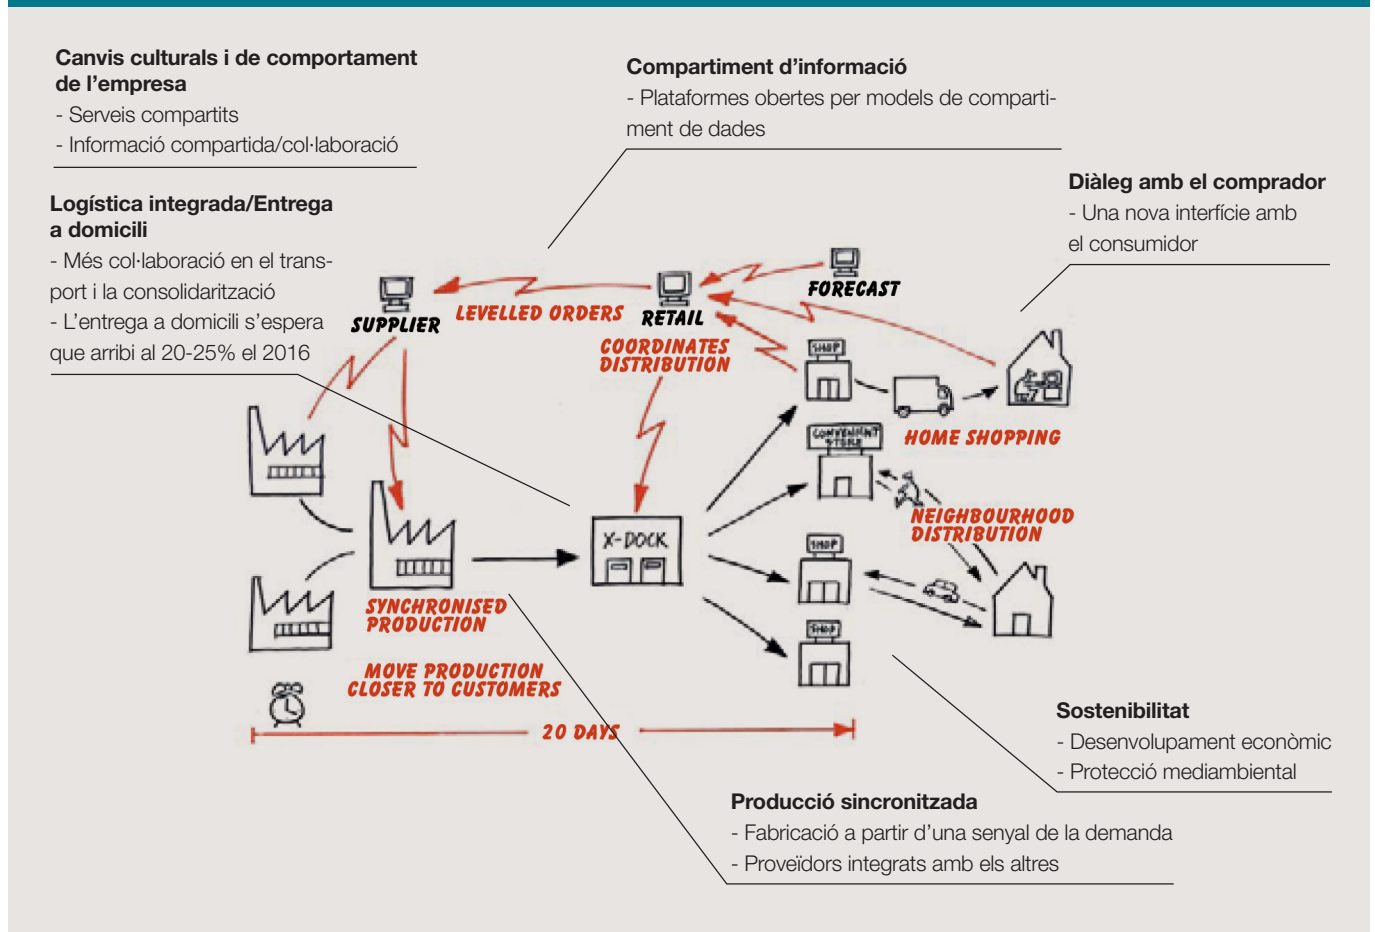 Canvis culturals i de comportament
de l'empresa
- Serveis compartits
- Informació compartida/col·laboració
Compartiment d'informació
- Plataformes obertes per models de comparti-
ment de dades
Diàleg amb el comprador
- Una nova interfície amb
el consumidor
Logística integrada/Entrega
a domicili
- Més col·laboració en el trans-
port i la consolidarització
- L'entrega a domicili s'espera
que arribi al 20-25% el 2016
SUPPLIER
LEVELLED ORDERS
RETAIL
FORECAST
COORDINATES
DISTRIBUTION
SHOP
HOME SHOPPING
CONVENIENT
STORE
NEIGHBOURHOOD
DISTRIBUTION
X-DOCK
SHOP
SHOP
SYNCHRONISED
PRODUCTION
MOVE PRODUCTION
CLOSER TO CUSTOMERS
20 DAYS
Sostenibilitat
- Desenvolupament econòmic
- Protecció mediambiental
Producció sincronitzada
- Fabricació a partir d'una senyal de la demanda
- Proveïdors integrats amb els altres